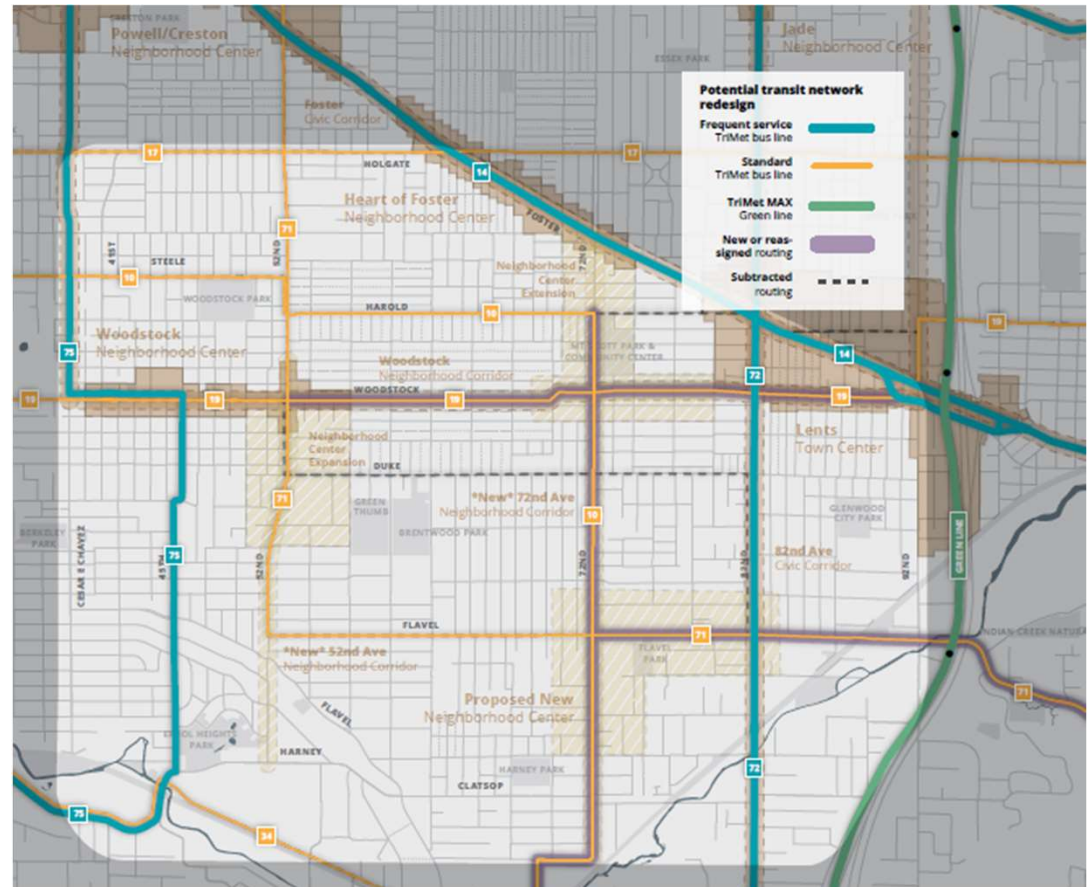 CRESTON PARK
Powell/Creston
Neighborhood Center
Jade
Neighborhood Center
ESSEX PARK
Foster
Civic Corridor
Potential transit network
redesign
Frequent service
TriMet bus line
Standard
TriMet bus line
TriMet MAX
Green line
New or reas-
signed routing
Subtracted
routing
17
17
HOLGATE
14
Heart of Foster
Neighborhood Center
FOSTER
71
52ND
72ND
41ST
STEELE
10
Neighborhood
Center
Extension
WOODSTOCK PARK
HAROLD
10
10
Woodstock
Neighborhood Center
75
MT SCOTT PARK &
COMMUNITY CENTER
14
Woodstock
Neighborhood Corridor
72
WOODSTOCK
19
19
19
19
Lents
Town Center
Neighborhood
Center
Expansion
DUKE
71
GREEN
THUMB
*New* 72nd Ave
Neighborhood Corridor
10
GLENWOOD
CITY PARK
BERKELEY
PARK
BRENTWOOD PARK
GREEN LINE
CESAR E CHAVEZ
45TH
75
52ND
72ND
82ND
82nd Ave
Civic Corridor
92ND
FLAVEL
71
*New* 52nd Ave
Neighborhood Corridor
FLAVEL
PARK
71
Proposed New
Neighborhood Center
FLAVEL
ERROL HEIGHTS
PARK
HARNEY
HARNEY PARK
72
CLATSOP
75
34